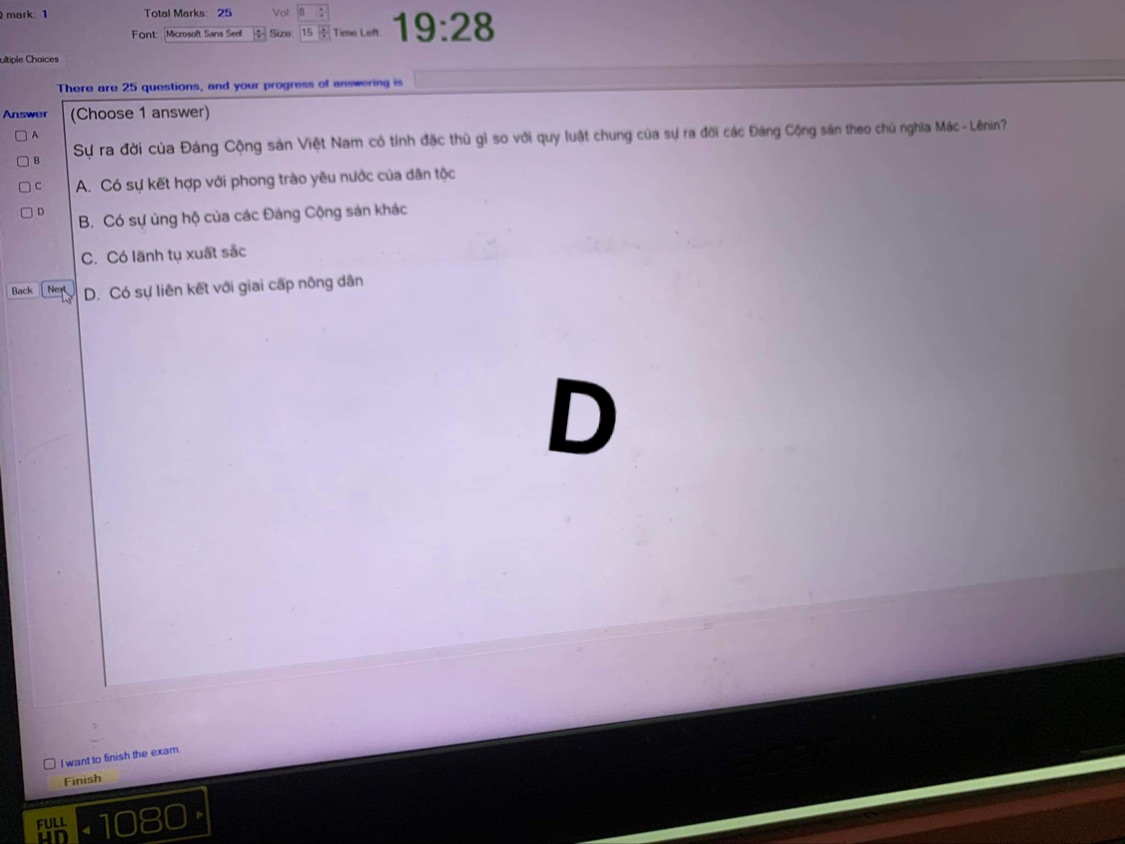 mark: 1 Total Marks: 25 Vol: 8
Font: Microsoft Sans Serif Size: 15 Time Left 19:28
ultiple Choices
There are 25 questions, and your progress of answering is
Answer (Choose 1 answer)
A
Sự ra đời của Đảng Cộng sản Việt Nam có tính đặc thù gì so với quy luật chung của sự ra đời các Đảng Cộng sản theo chủ nghĩa Mác - Lênin?
B
C
A. Có sự kết hợp với phong trào yêu nước của dân tộc
D
B. Có sự ủng hộ của các Đảng Cộng sản khác
C. Có lãnh tụ xuất sắc
Back Next
D. Có sự liên kết với giai cấp nông dân
D
I want to finish the exam.
Finish
FULL HD 1080